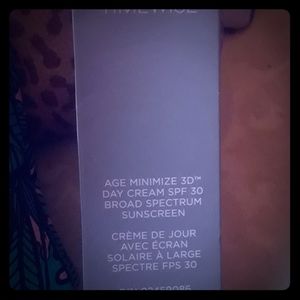 TIMEWISE
AGE MINIMIZE 3D™
DAY CREAM SPF 30
BROAD SPECTRUM
SUNSCREEN
CRÈME DE JOUR
AVEC ÉCRAN
SOLAIRE À LARGE
SPECTRE FPS 30